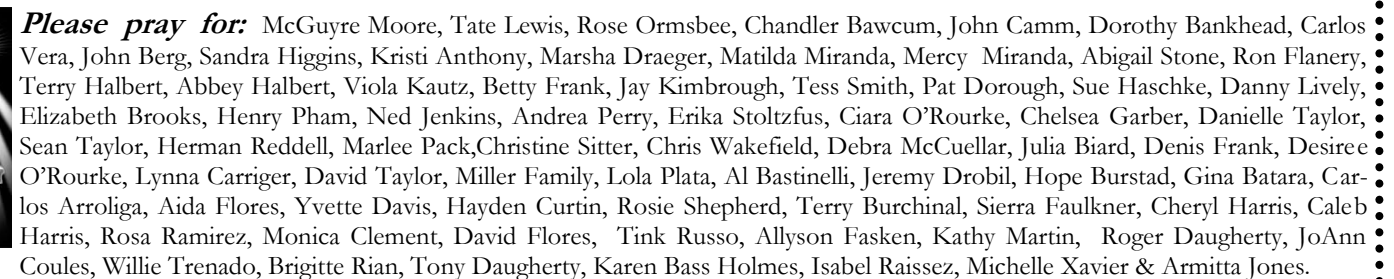 Please pray for: McGuyre Moore, Tate Lewis, Rose Ormsbee, Chandler Bawcum, John Camm, Dorothy Bankhead, Carlos
Vera, John Berg, Sandra Higgins, Kristi Anthony, Marsha Draeger, Matilda Miranda, Mercy Miranda, Abigail Stone, Ron Flanery,
Terry Halbert, Abbey Halbert, Viola Kautz, Betty Frank, Jay Kimbrough, Tess Smith, Pat Dorough, Sue Haschke, Danny Lively,
Elizabeth Brooks, Henry Pham, Ned Jenkins, Andrea Perry, Erika Stoltzfus, Ciara O’Rourke, Chelsea Garber, Danielle Taylor,
Sean Taylor, Herman Reddell, Marlee Pack,Christine Sitter, Chris Wakefield, Debra McCuellar, Julia Biard, Denis Frank, Desiree
O’Rourke, Lynna Carriger, David Taylor, Miller Family, Lola Plata, Al Bastinelli, Jeremy Drobil, Hope Burstad, Gina Batara, Car-
los Arroliga, Aida Flores, Yvette Davis, Hayden Curtin, Rosie Shepherd, Terry Burchinal, Sierra Faulkner, Cheryl Harris, Caleb
Harris, Rosa Ramirez, Monica Clement, David Flores, Tink Russo, Allyson Fasken, Kathy Martin, Roger Daugherty, JoAnn
Coules, Willie Trenado, Brigitte Rian, Tony Daugherty, Karen Bass Holmes, Isabel Raissez, Michelle Xavier & Armitta Jones.